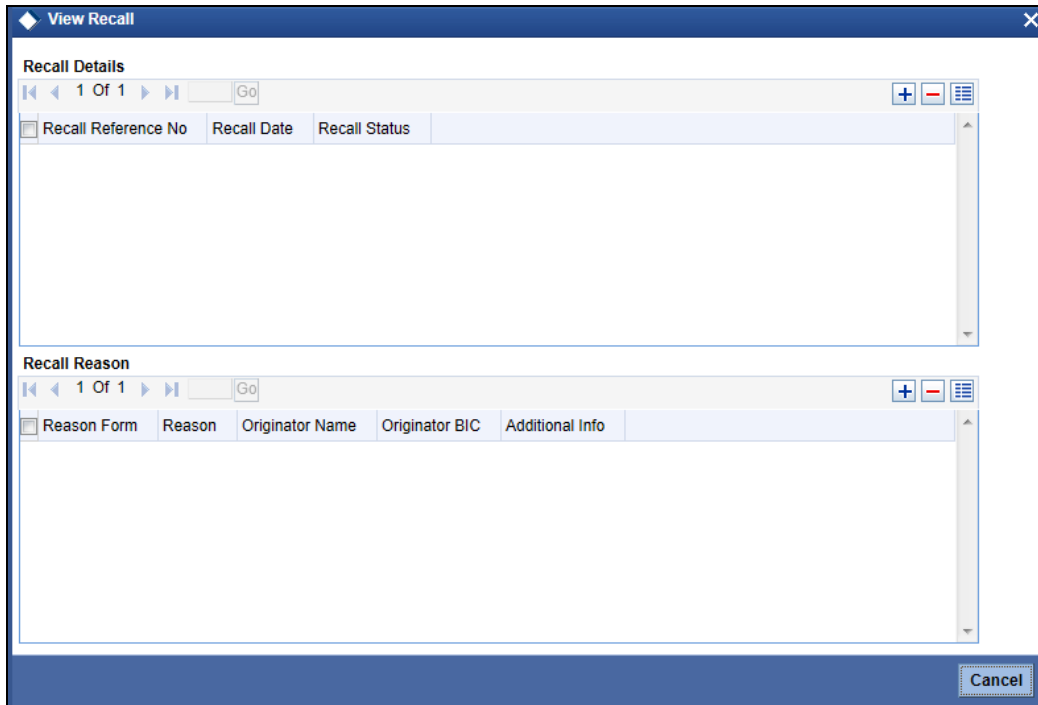 View Recall
Recall Details
1 Of 1 Go
Recall Reference No Recall Date Recall Status
Recall Reason
1 Of 1 Go
Reason Form Reason Originator Name Originator BIC Additional Info
Cancel